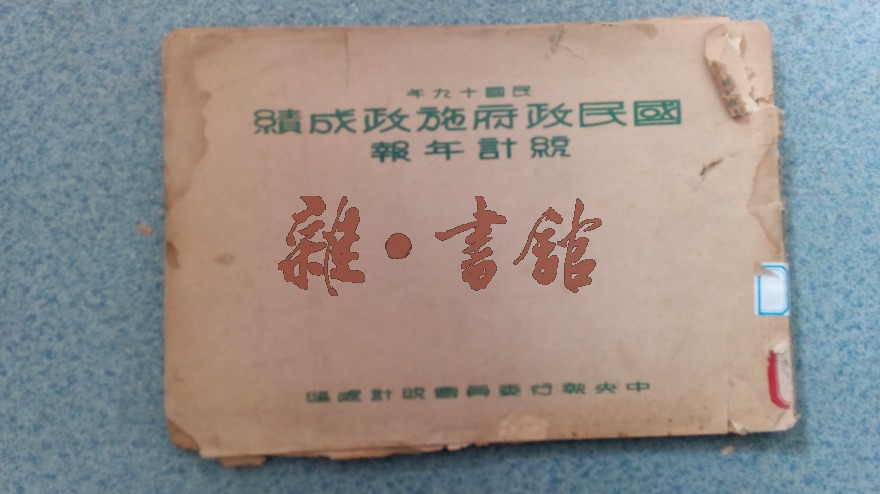 民國十九年
國民政府施政成績
統計年報
雜·書館
中央執行委員會統計處編